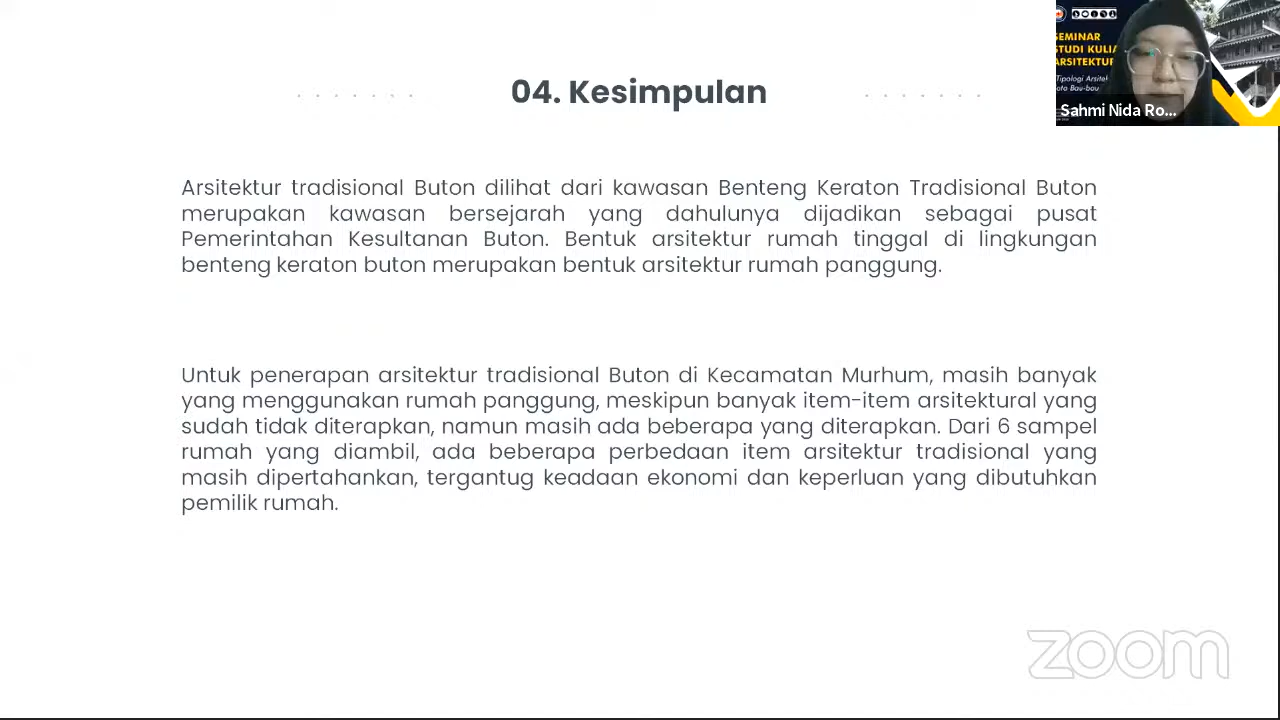 04. Kesimpulan
SEMINAR
STUDI KULIA
ARSITEKTUR
Tipologi Arsitek
ota Bau-bau
Sahmi Nida Ro...
Arsitektur tradisional Buton dilihat dari kawasan Benteng Keraton Tradisional Buton
merupakan kawasan bersejarah yang dahulunya dijadikan sebagai pusat
Pemerintahan Kesultanan Buton. Bentuk arsitektur rumah tinggal di lingkungan
benteng keraton buton merupakan bentuk arsitektur rumah panggung.
Untuk penerapan arsitektur tradisional Buton di Kecamatan Murhum, masih banyak
yang menggunakan rumah panggung, meskipun banyak item-item arsitektural yang
sudah tidak diterapkan, namun masih ada beberapa yang diterapkan. Dari 6 sampel
rumah yang diambil, ada beberapa perbedaan item arsitektur tradisional yang
masih dipertahankan, tergantug keadaan ekonomi dan keperluan yang dibutuhkan
pemilik rumah.
zoom